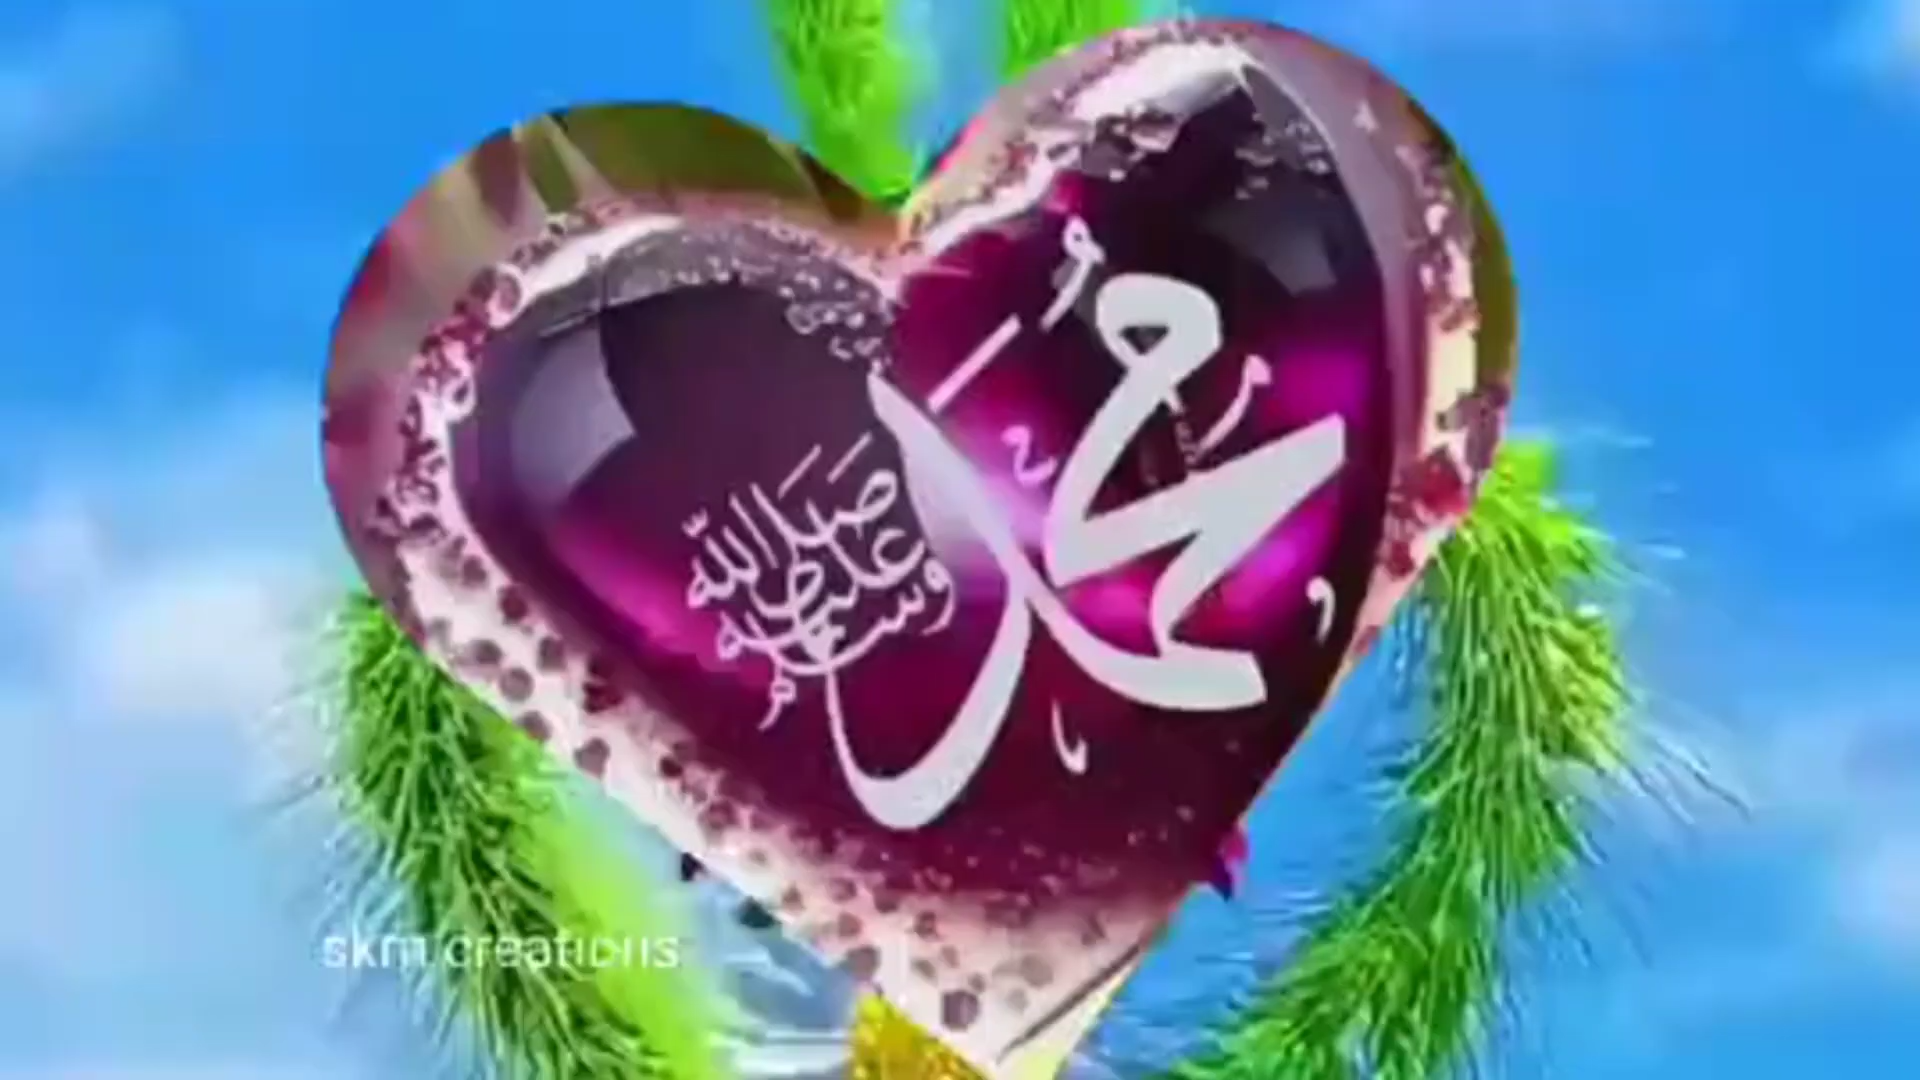 محمد
صلى الله
عليه
وسلم
skm creations